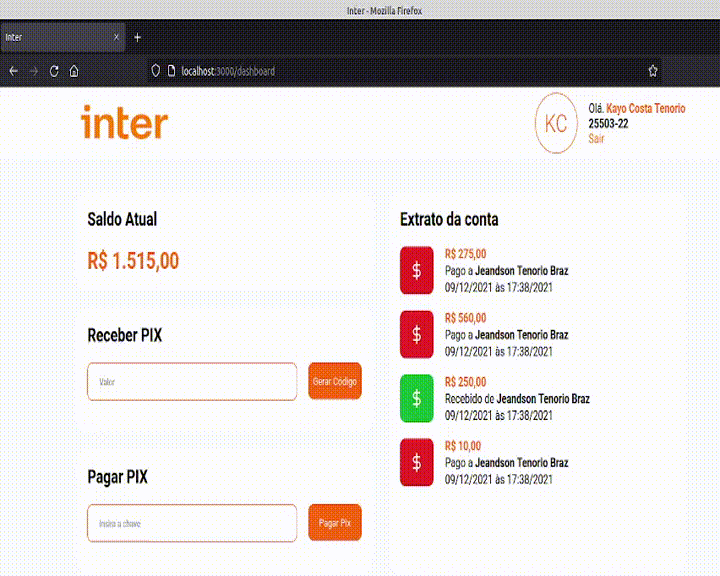 Inter - Mozilla Firefox
Inter
localhost:3000/dashboard
inter
KC
Olá, Kayo Costa Tenorio
25503-22
Sair
Saldo Atual
R$ 1.515,00
Receber PIX
Valor
Gerar Código
Pagar PIX
Insira a chave
Pagar Pix
Extrato da conta
$
R$ 275,00
Pago a Jeandson Tenorio Braz
09/12/2021 às 17:38/2021
$
R$ 560,00
Pago a Jeandson Tenorio Braz
09/12/2021 às 17:38/2021
$
R$ 250,00
Recebido de Jeandson Tenorio Braz
09/12/2021 às 17:38/2021
$
R$ 10,00
Pago a Jeandson Tenorio Braz
09/12/2021 às 17:38/2021